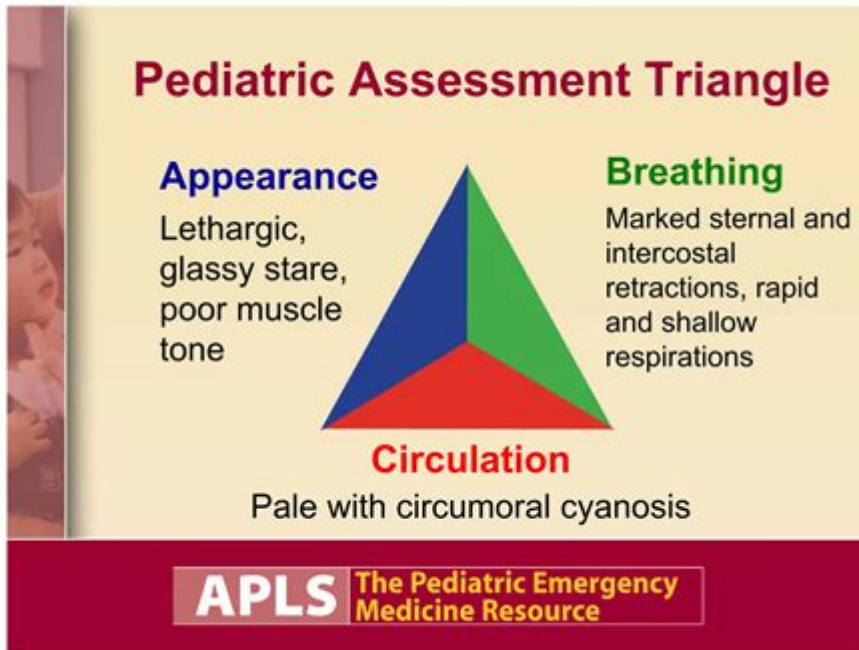 Pediatric Assessment Triangle
Appearance
Lethargic,
glassy stare,
poor muscle
tone
Breathing
Marked sternal and
intercostal
retractions, rapid
and shallow
respirations
Circulation
Pale with circumoral cyanosis
APLS
The Pediatric Emergency
Medicine Resource